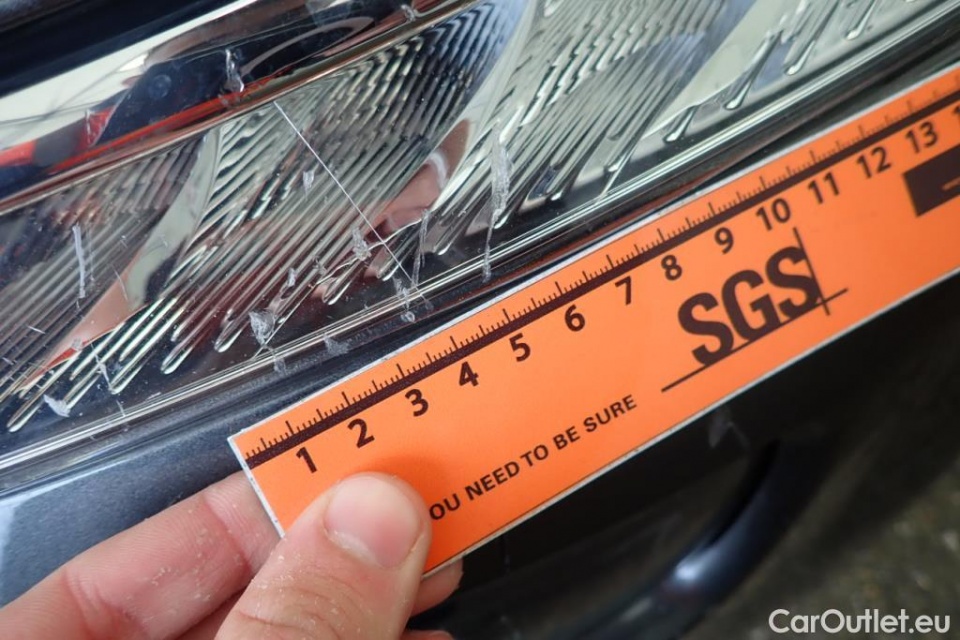 1 2 3 4 5 6 7 8 9 10 11 12 13
SGS
OU NEED TO BE SURE
CarOutlet.eu